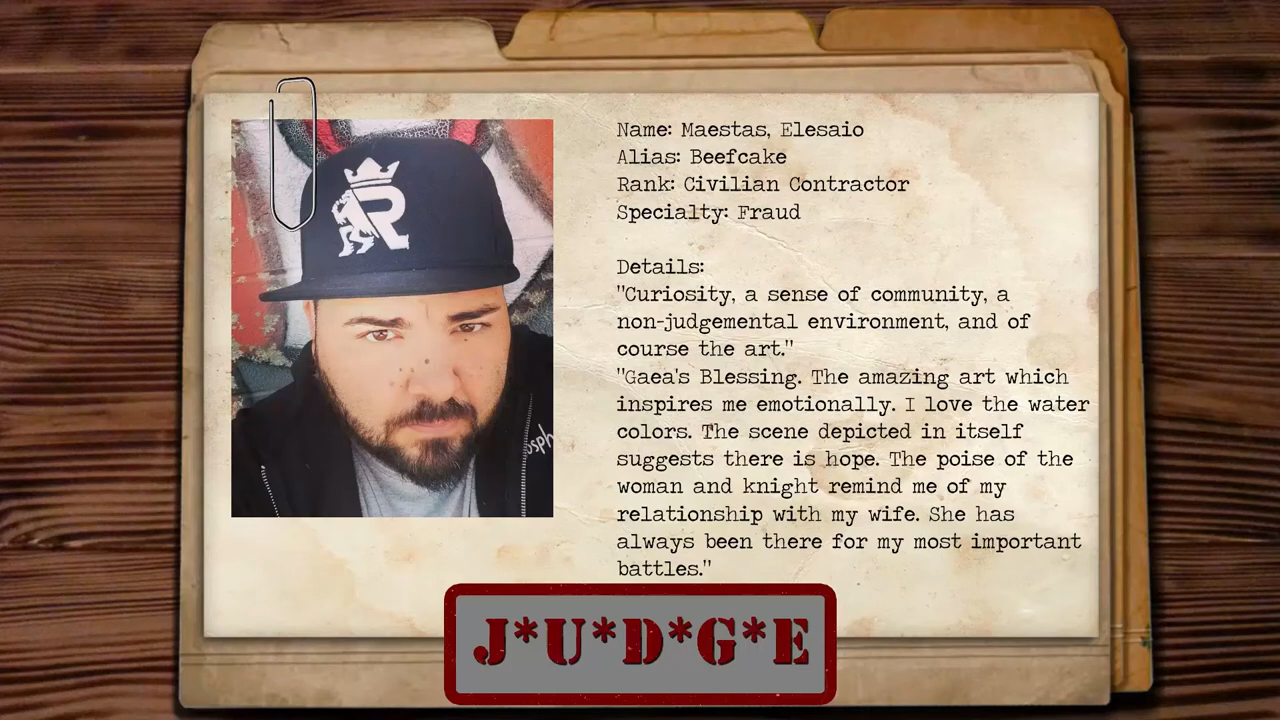 R
osph
Name: Maestas, Elesaio
Alias: Beefcake
Rank: Civilian Contractor
Specialty: Fraud
Details:
"Curiosity, a sense of community, a
non-judgemental environment, and of
course the art."
"Gaea's Blessing. The amazing art which
inspires me emotionally. I love the water
colors. The scene depicted in itself
suggests there is hope. The poise of the
woman and knight remind me of my
relationship with my wife. She has
always been there for my most important
battles."
J*U*D*G*E